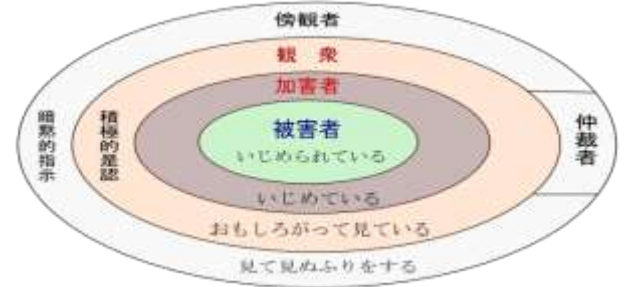 傍観者
観 衆
加害者
被害者
いじめられている
いじめている
おもしろがって見ている
見て見ぬふりをする
暗黙的指示
積極的是認
仲裁者